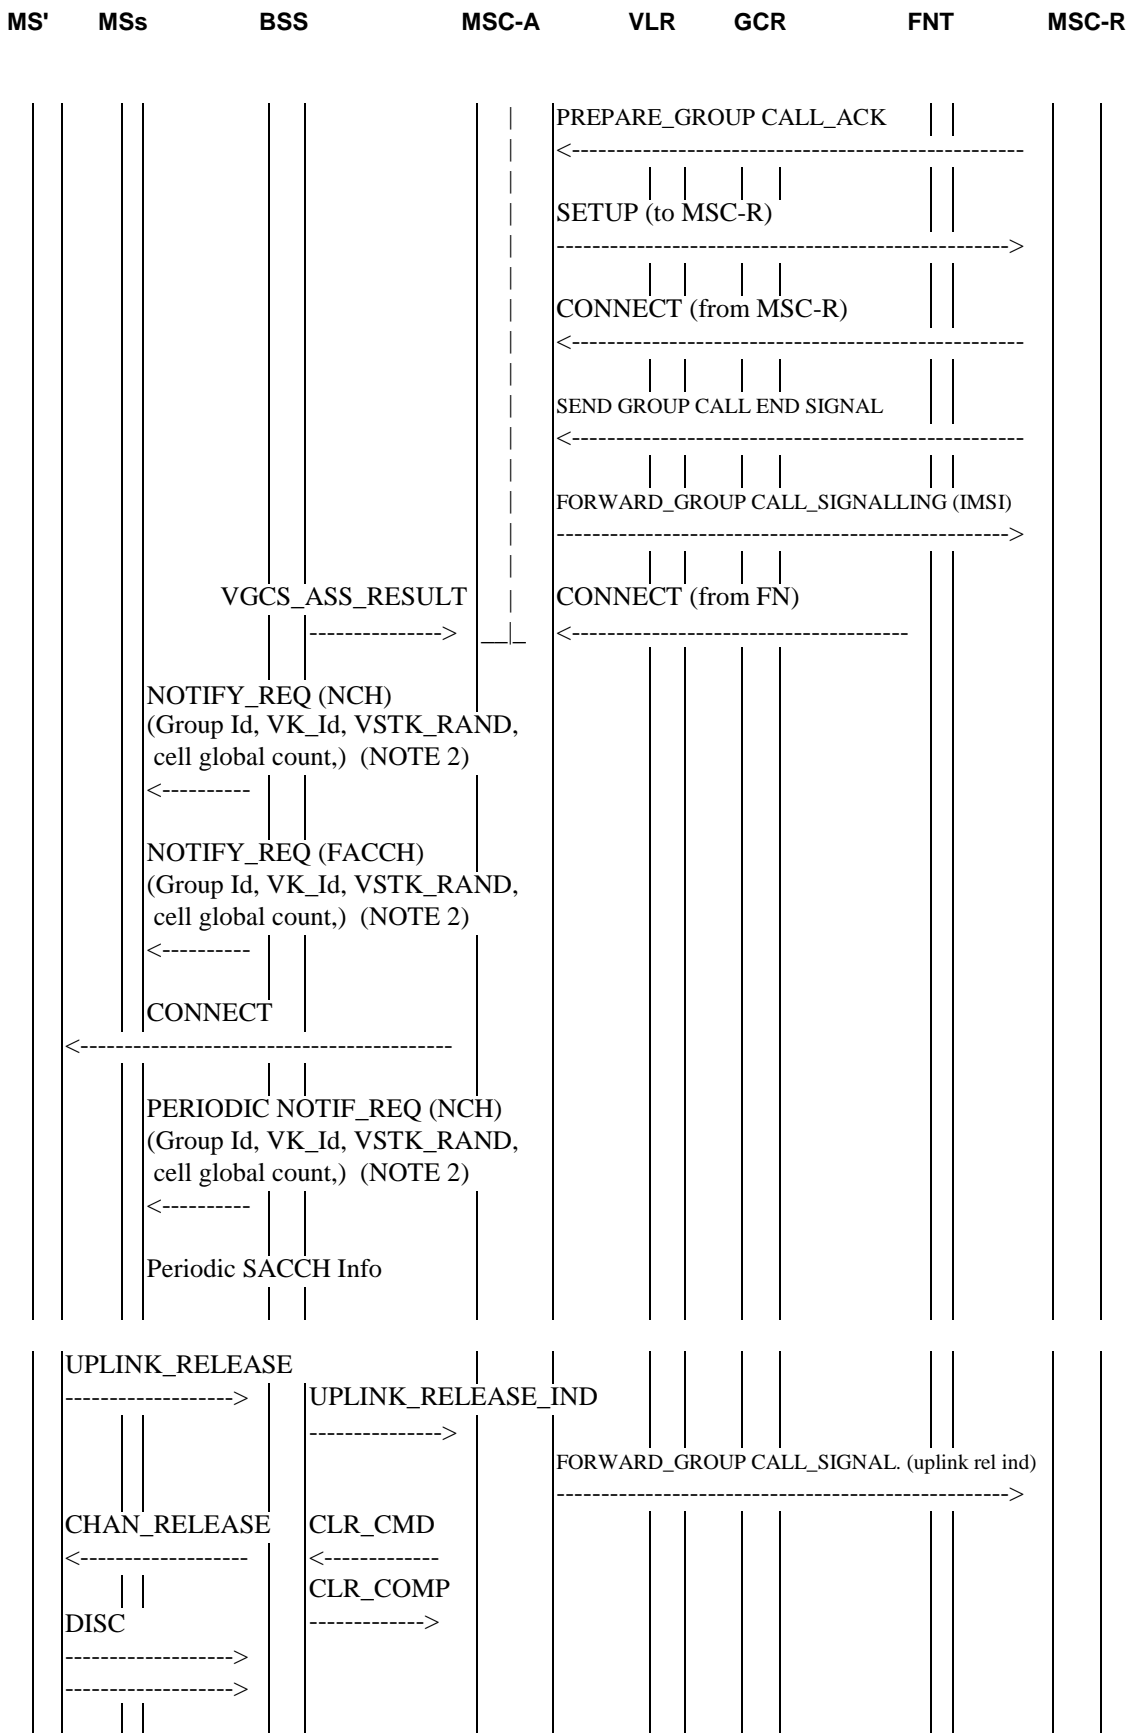 MS' MSs BSS MSC-A VLR GCR FNT MSC-R
PREPARE_GROUP CALL_ACK
<---------------------------------------------------
SETUP (to MSC-R)
--------------------------------------------------->
CONNECT (from MSC-R)
<---------------------------------------------------
SEND GROUP CALL END SIGNAL
<---------------------------------------------------
FORWARD_GROUP CALL_SIGNALLING (IMSI)
--------------------------------------------------->
VGCS_ASS_RESULT CONNECT (from FN)
---------------> __|_ <--------------------------------------
NOTIFY_REQ (NCH)
(Group Id, VK_Id, VSTK_RAND,
cell global count,) (NOTE 2)
<----------
NOTIFY_REQ (FACCH)
(Group Id, VK_Id, VSTK_RAND,
cell global count,) (NOTE 2)
<----------
CONNECT
<------------------------------------------
PERIODIC NOTIF_REQ (NCH)
(Group Id, VK_Id, VSTK_RAND,
cell global count,) (NOTE 2)
<----------
Periodic SACCH Info
UPLINK_RELEASE
------------------->
UPLINK_RELEASE_IND
--------------->
FORWARD_GROUP CALL_SIGNAL. (uplink rel ind)
--------------------------------------------------->
CHAN_RELEASE CLR_CMD
<------------------- <-------------
CLR_COMP
DISC ------------->
------------------->
------------------->